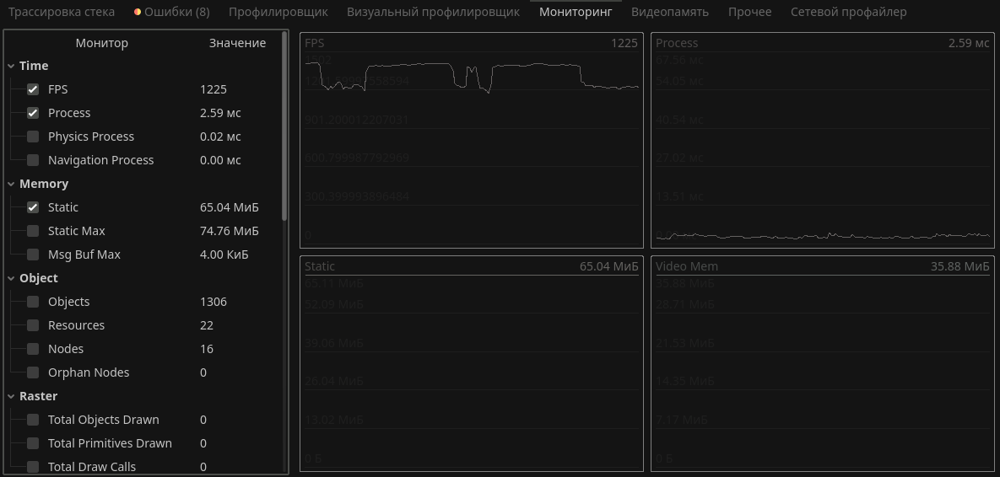 Трассировка стека Ошибки (8) Профилировщик Визуальный профилировщик Мониторинг Видеопамять Прочее Сетевой профайлер
Монитор Значение
Time
FPS 1225
Process 2.59 мс
Physics Process 0.02 мс
Navigation Process 0.00 мс
Memory
Static 65.04 МиБ
Static Max 74.76 МиБ
Msg Buf Max 4.00 КиБ
Object
Objects 1306
Resources 22
Nodes 16
Orphan Nodes 0
Raster
Total Objects Drawn 0
Total Primitives Drawn 0
Total Draw Calls 0
FPS 1225
1502
901.200012207031
600.799987792969
300.399993896484
0
Process 2.59 мс
67.56 мс
54.05 мс
40.54 мс
27.02 мс
13.51 мс
Static 65.04 МиБ
65.11 МиБ
52.09 МиБ
39.06 МиБ
26.04 МиБ
13.02 МиБ
0 Б
Video Mem 35.88 МиБ
35.88 МиБ
28.71 МиБ
21.53 МиБ
14.35 МиБ
7.17 МиБ
0 Б